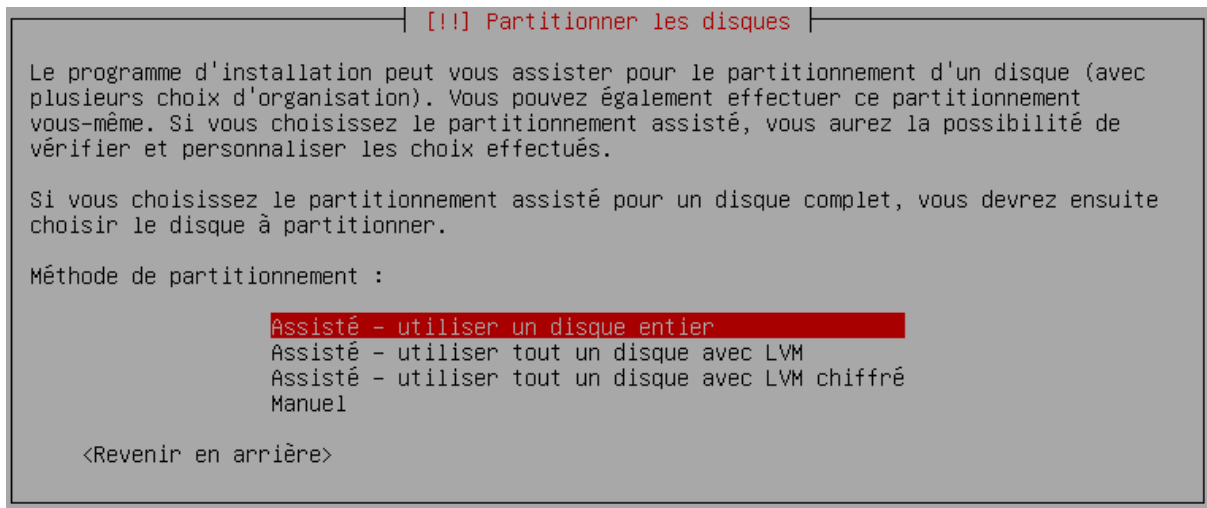 [!!] Partitionner les disques
Le programme d'installation peut vous assister pour le partitionnement d'un disque (avec
plusieurs choix d'organisation). Vous pouvez également effectuer ce partitionnement
vous-même. Si vous choisissez le partitionnement assisté, vous aurez la possibilité de
vérifier et personnaliser les choix effectués.
Si vous choisissez le partitionnement assisté pour un disque complet, vous devrez ensuite
choisir le disque à partitionner.
Méthode de partitionnement :
Assisté - utiliser un disque entier
Assisté - utiliser tout un disque avec LVM
Assisté - utiliser tout un disque avec LVM chiffré
Manuel
<Revenir en arrière>